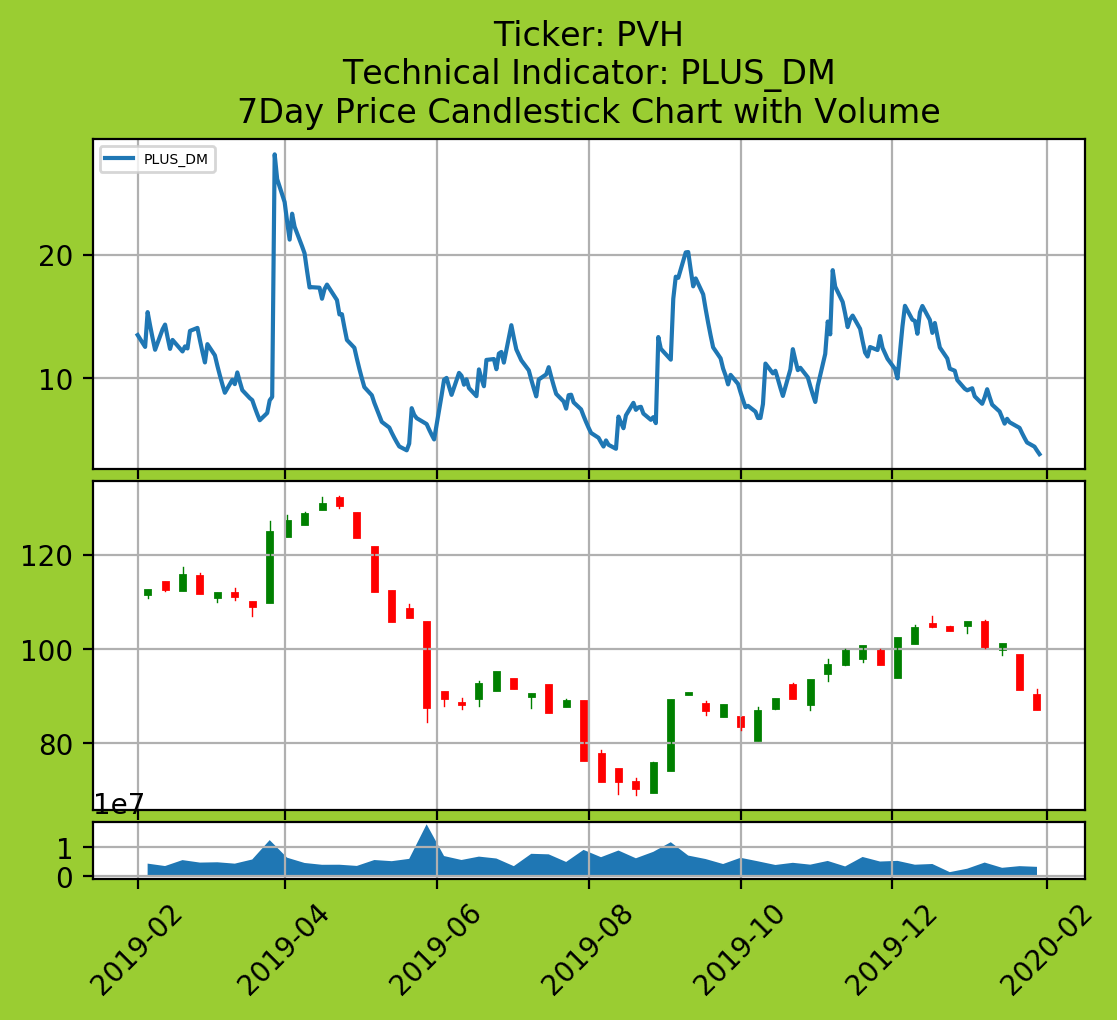 Ticker: PVH
Technical Indicator: PLUS_DM
7Day Price Candlestick Chart with Volume
PLUS_DM
20
10
120
100
80
1e7
1
0
2019-02
2019-04
2019-06
2019-08
2019-10
2019-12
2020-02